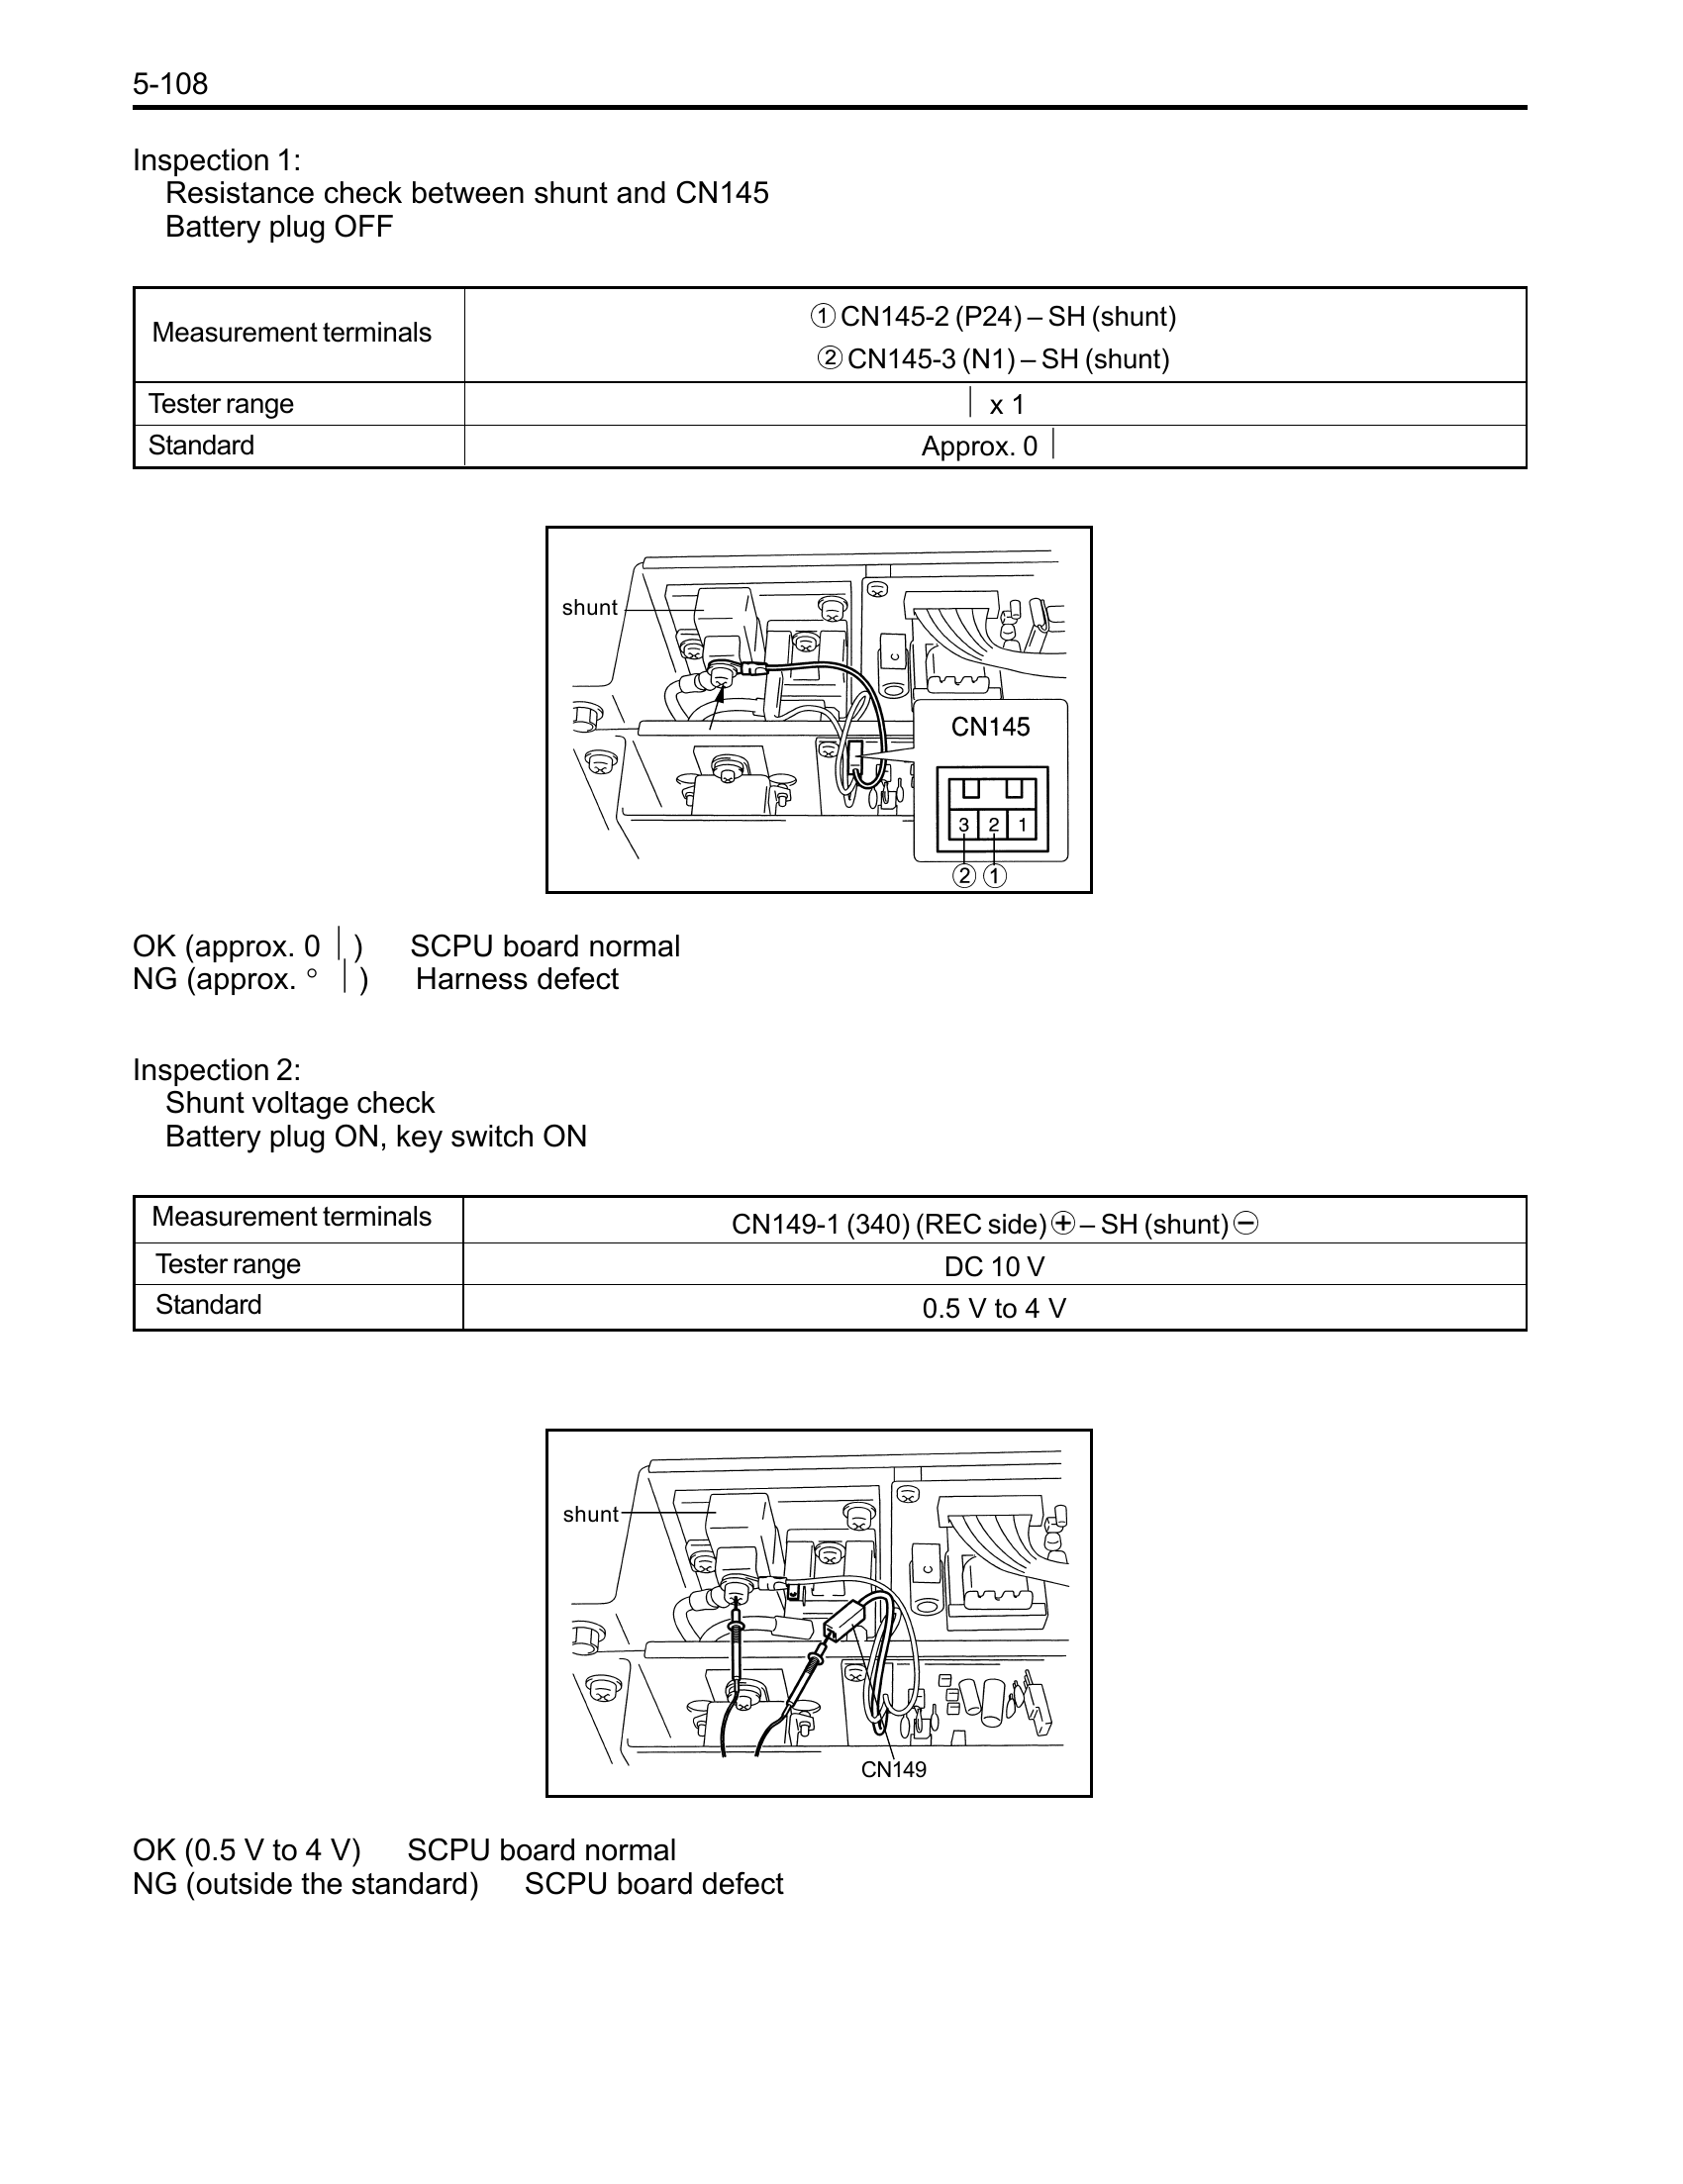 5-108
Inspection 1:
Resistance check between shunt and CN145
Battery plug OFF
Measurement terminals
① CN145-2 (P24) – SH (shunt)
② CN145-3 (N1) – SH (shunt)
Tester range
| x 1
Standard
Approx. 0 |
shunt
C
CN145
3 2 1
② ①
OK (approx. 0 | ) SCPU board normal
NG (approx. ° | ) Harness defect
Inspection 2:
Shunt voltage check
Battery plug ON, key switch ON
Measurement terminals
CN149-1 (340) (REC side) ⊕ – SH (shunt) ⊖
Tester range
DC 10 V
Standard
0.5 V to 4 V
shunt
C
CN149
OK (0.5 V to 4 V) SCPU board normal
NG (outside the standard) SCPU board defect